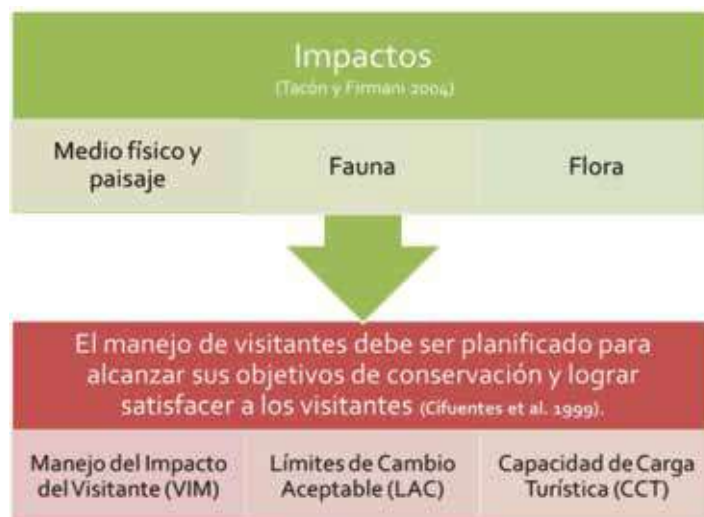 Impactos
(Tacón y Firmani 2004)
Medio físico y
paisaje
Fauna
Flora
El manejo de visitantes debe ser planificado para
alcanzar sus objetivos de conservación y lograr
satisfacer a los visitantes (Cifuentes et al. 1999).
Manejo del Impacto
del Visitante (VIM)
Límites de Cambio
Aceptable (LAC)
Capacidad de Carga
Turística (CCT)